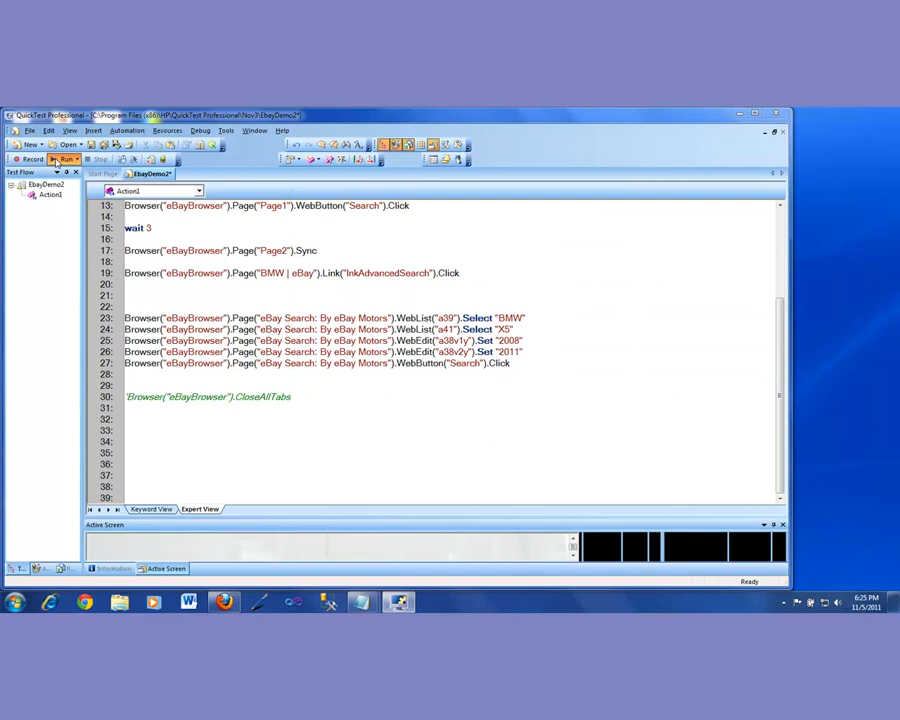 QuickTest Professional - [C:\Program Files (x86)\HP\QuickTest Professional\Nov3\EbayDemo2*]
File Edit View Insert Automation Resources Debug Tools Window Help
New Open
Record Run Stop
Test Flow
Start Page EbayDemo2*
EbayDemo2
Action1
Action1
13: Browser("eBayBrowser").Page("Page1").WebButton("Search").Click
14:
15: wait 3
16:
17: Browser("eBayBrowser").Page("Page2").Sync
18:
19: Browser("eBayBrowser").Page("BMW | eBay").Link("lnkAdvancedSearch").Click
20:
21:
22:
23: Browser("eBayBrowser").Page("eBay Search: By eBay Motors").WebList("a39").Select "BMW"
24: Browser("eBayBrowser").Page("eBay Search: By eBay Motors").WebList("a41").Select "X5"
25: Browser("eBayBrowser").Page("eBay Search: By eBay Motors").WebEdit("a38v1y").Set "2008"
26: Browser("eBayBrowser").Page("eBay Search: By eBay Motors").WebEdit("a38v2y").Set "2011"
27: Browser("eBayBrowser").Page("eBay Search: By eBay Motors").WebButton("Search").Click
28:
29:
30: 'Browser("eBayBrowser").CloseAllTabs
31:
32:
33:
34:
35:
36:
37:
38:
39:
Keyword View Expert View
Active Screen
T... A... R... Information Active Screen
Ready
6:25 PM
11/5/2011